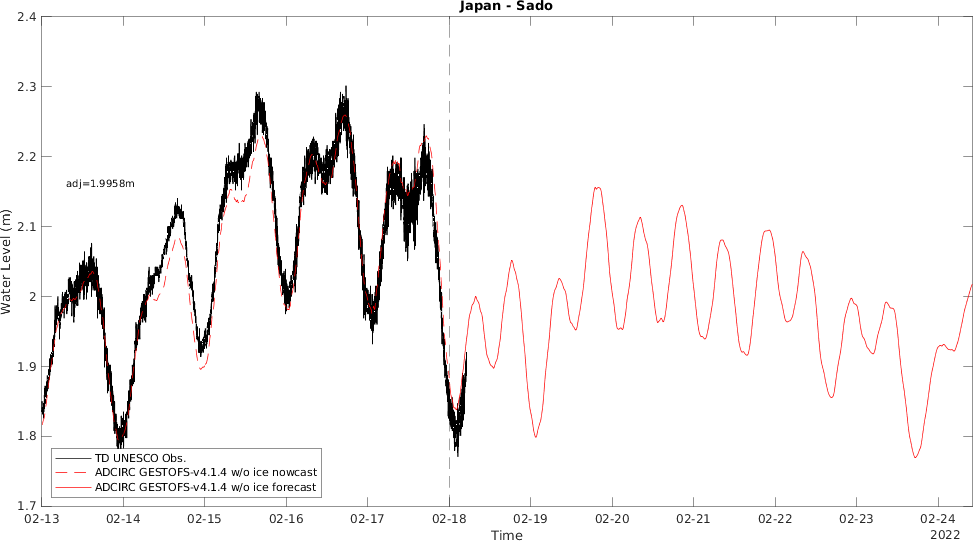 Japan - Sado
2.4
2.3
2.2
2.1
2
1.9
1.8
1.7
Water Level (m)
adj=1.9958m
TD UNESCO Obs.
ADCIRC GESTOFS-v4.1.4 w/o ice nowcast
ADCIRC GESTOFS-v4.1.4 w/o ice forecast
02-13 02-14 02-15 02-16 02-17 02-18 02-19 02-20 02-21 02-22 02-23 02-24
2022
Time